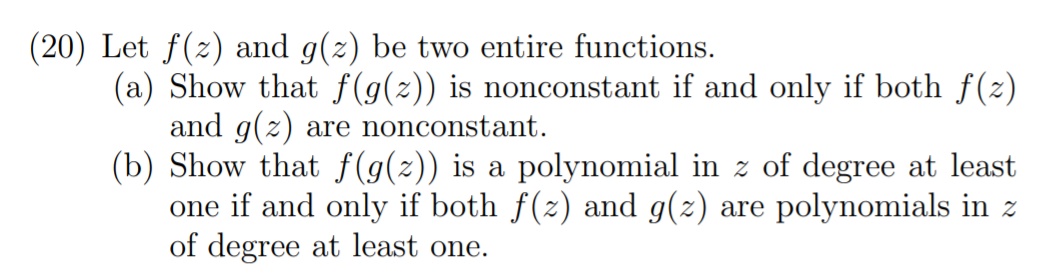 (20) Let f(z) and g(z) be two entire functions.
(a) Show that f(g(z)) is nonconstant if and only if both f(z)
and g(z) are nonconstant.
(b) Show that f(g(z)) is a polynomial in z of degree at least
one if and only if both f(z) and g(z) are polynomials in z
of degree at least one.